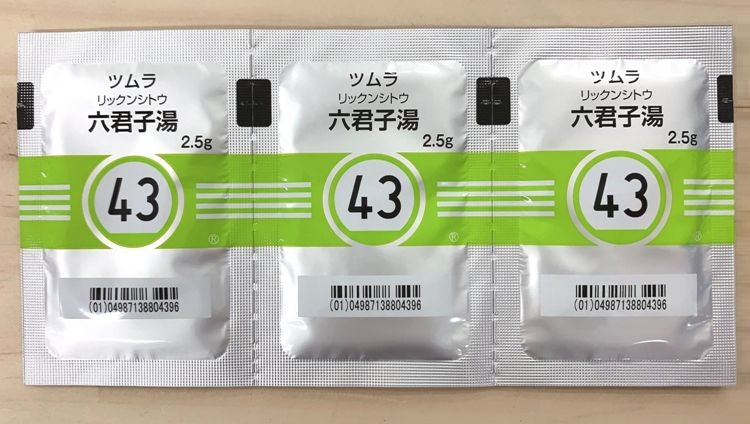 ツムラ
リックンシトウ
六君子湯
2.5g
43
®
(01)04987138804396
ツムラ
リックンシトウ
六君子湯
2.5g
43
®
(01)04987138804396
ツムラ
リックンシトウ
六君子湯
2.5g
43
®
(01)04987138804396